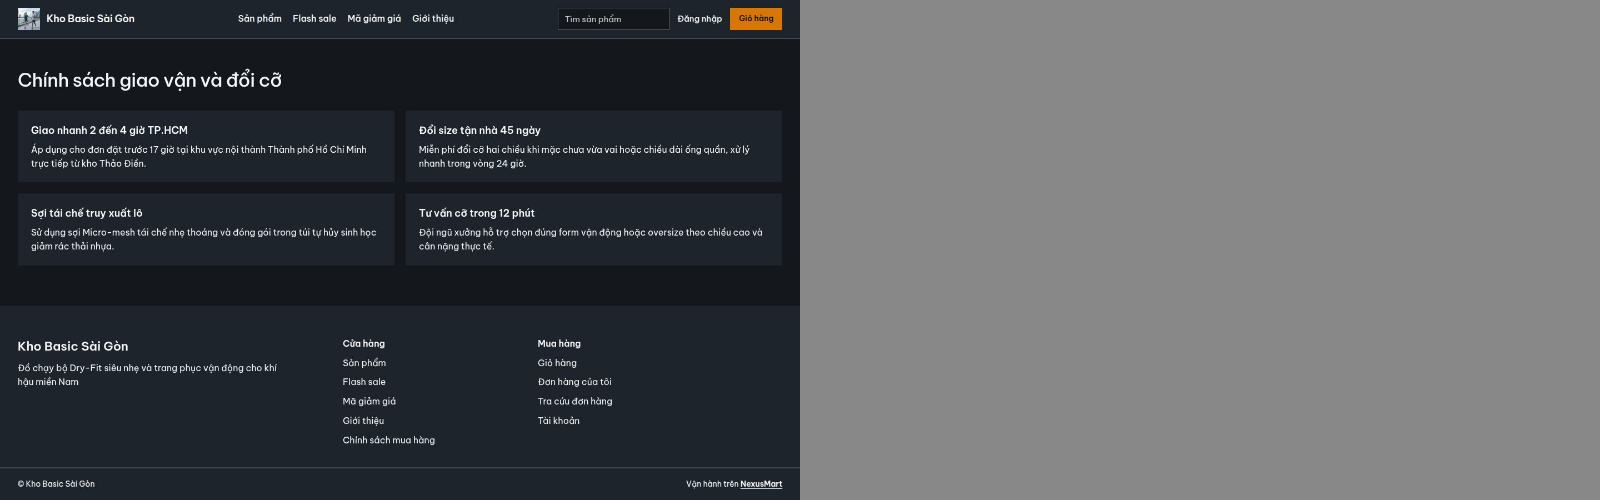 Kho Basic Sài Gòn
Sản phẩm
Flash sale
Mã giảm giá
Giới thiệu
Tìm sản phẩm
Đăng nhập
Giỏ hàng
Chính sách giao vận và đổi cỡ
Giao nhanh 2 đến 4 giờ TP.HCM
Áp dụng cho đơn đặt trước 17 giờ tại khu vực nội thành Thành phố Hồ Chí Minh
trực tiếp từ kho Thảo Điền.
Đổi size tận nhà 45 ngày
Miễn phí đổi cỡ hai chiều khi mặc chưa vừa vai hoặc chiều dài ống quần, xử lý
nhanh trong vòng 24 giờ.
Sợi tái chế truy xuất lô
Sử dụng sợi Micro-mesh tái chế nhẹ thoáng và đóng gói trong túi tự hủy sinh học
giảm rác thải nhựa.
Tư vấn cỡ trong 12 phút
Đội ngũ xưởng hỗ trợ chọn đúng form vận động hoặc oversize theo chiều cao và
cân nặng thực tế.
Kho Basic Sài Gòn
Đồ chạy bộ Dry-Fit siêu nhẹ và trang phục vận động cho khí
hậu miền Nam
Cửa hàng
Sản phẩm
Flash sale
Mã giảm giá
Giới thiệu
Chính sách mua hàng
Mua hàng
Giỏ hàng
Đơn hàng của tôi
Tra cứu đơn hàng
Tài khoản
© Kho Basic Sài Gòn
Vận hành trên NexusMart